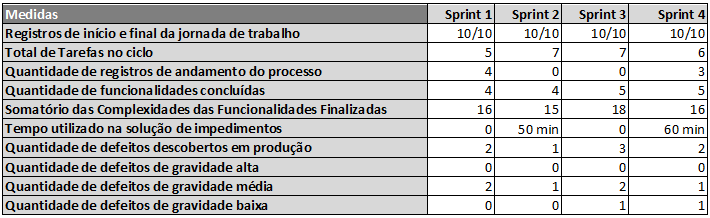 Medidas Sprint 1 Sprint 2 Sprint 3 Sprint 4
Registros de início e final da jornada de trabalho 10/10 10/10 10/10 10/10
Total de Tarefas no ciclo 5 7 7 6
Quantidade de registros de andamento do processo 4 0 0 3
Quantidade de funcionalidades concluídas 4 4 5 5
Somatório das Complexidades das Funcionalidades Finalizadas 16 15 18 16
Tempo utilizado na solução de impedimentos 0 50 min 0 60 min
Quantidade de defeitos descobertos em produção 2 1 3 2
Quantidade de defeitos de gravidade alta 0 0 0 0
Quantidade de defeitos de gravidade média 2 1 2 1
Quantidade de defeitos de gravidade baixa 0 0 1 1